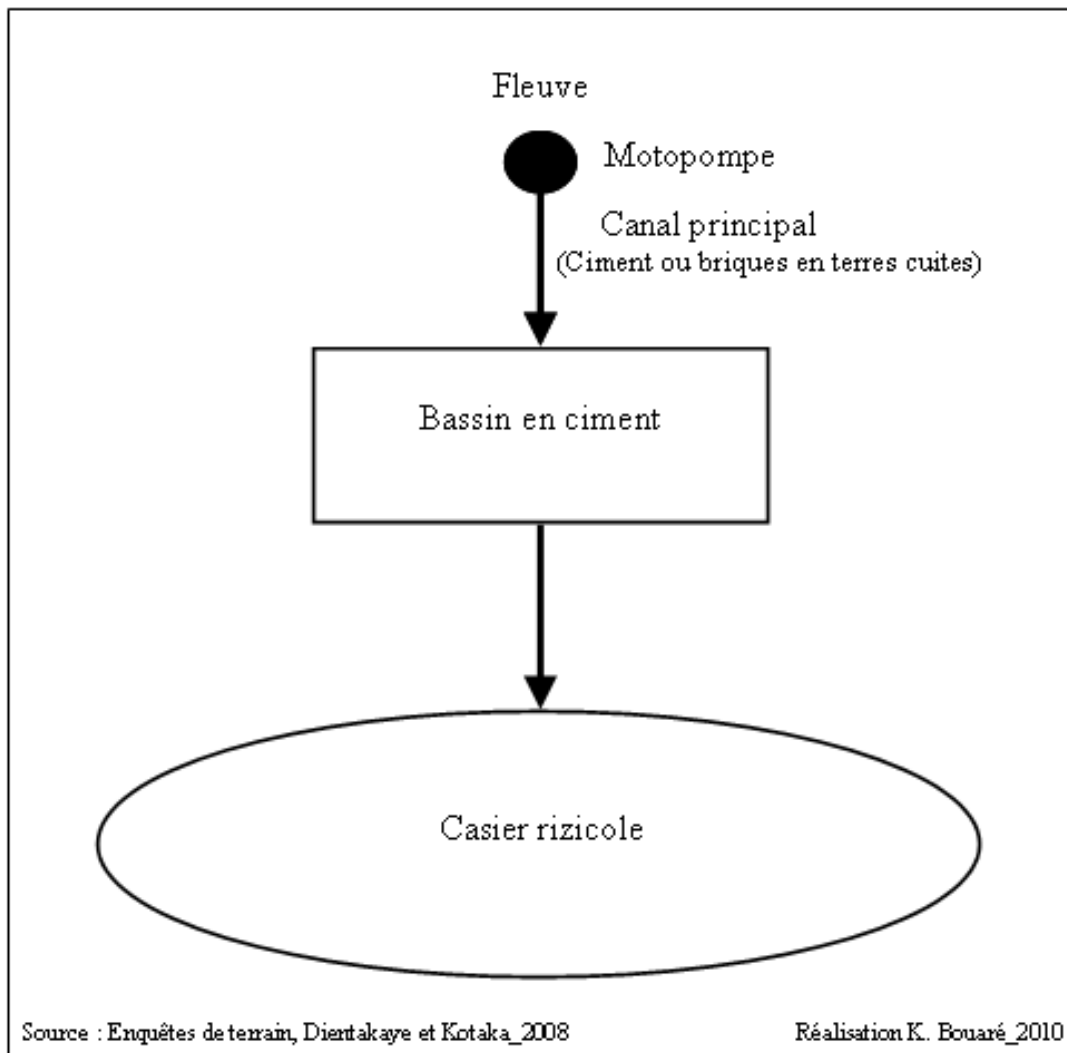 Fleuve
Motopompe
Canal principal
(Ciment ou briques en terres cuites)
Bassin en ciment
Casier rizicole
Source : Enquêtes de terrain, Dientakaye et Kotaka_2008
Réalisation K. Bouaré_2010